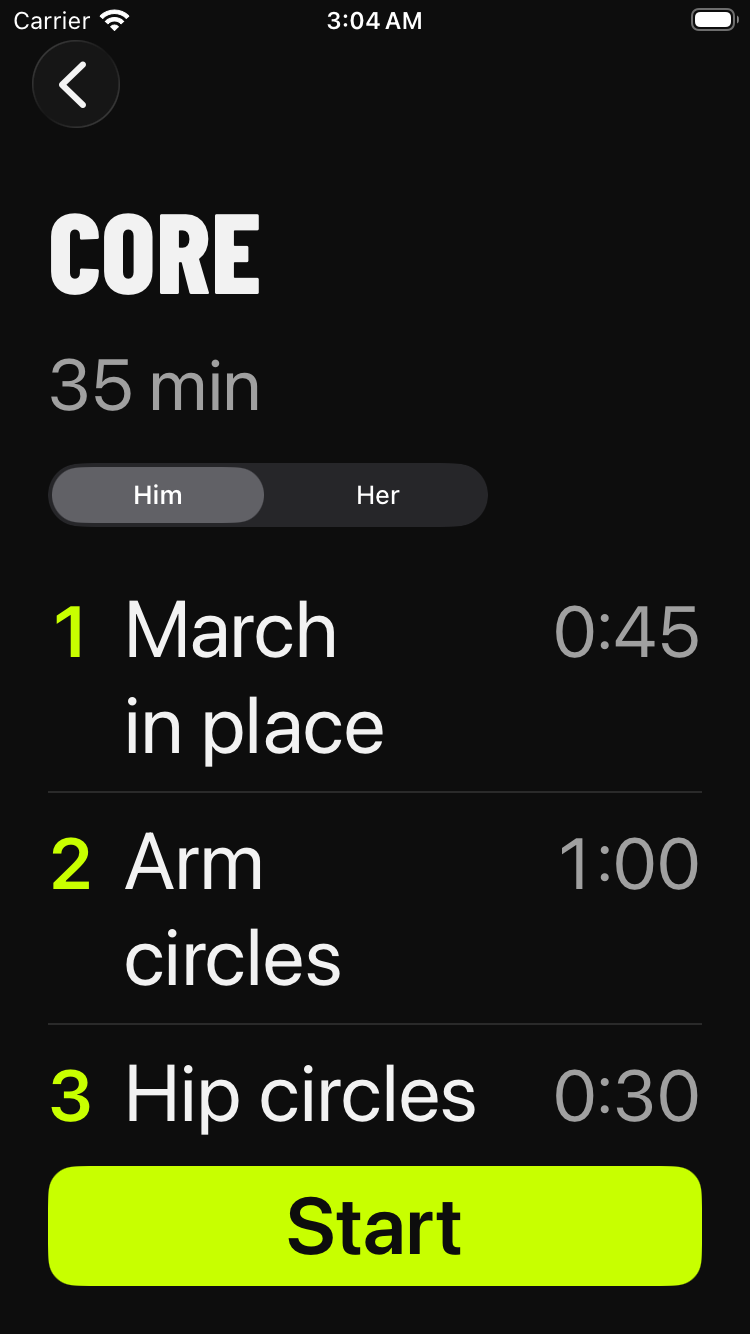 Carrier 3:04 AM
CORE
35 min
Him Her
1 March 0:45
in place
2 Arm 1:00
circles
3 Hip circles 0:30
Start